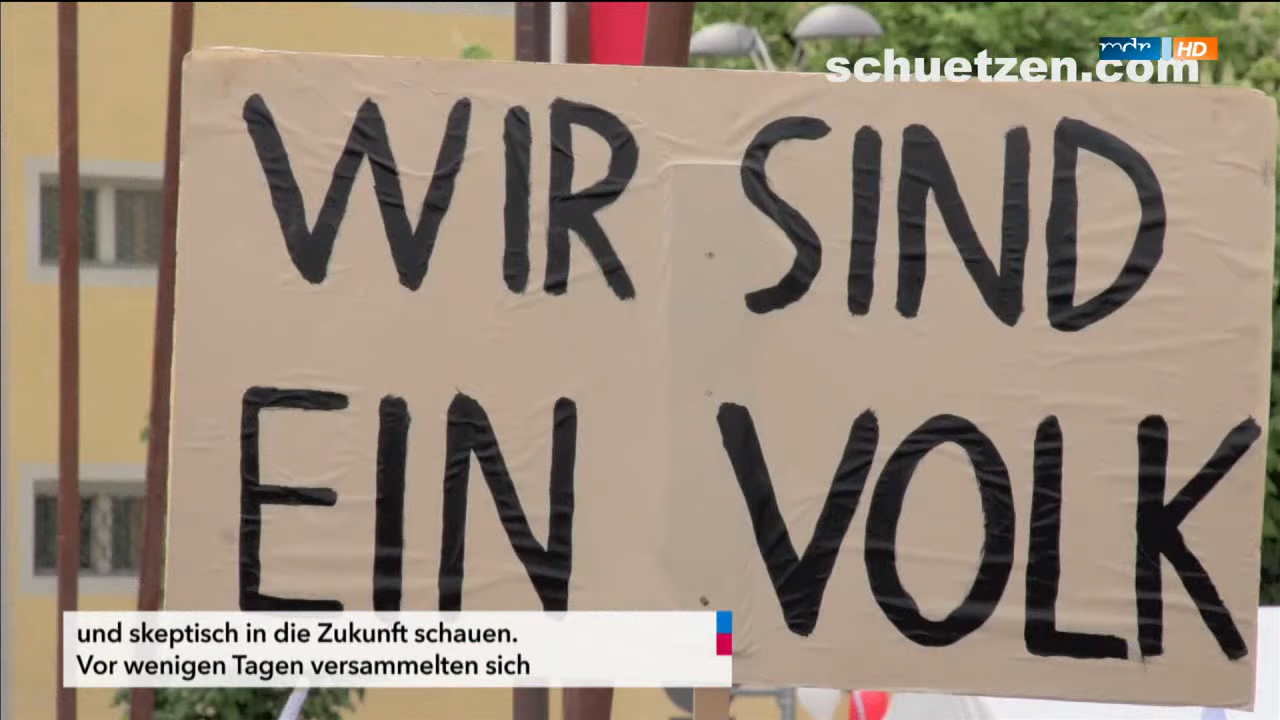 mdr HD
schuetzen.com
WIR SIND
EIN VOLK
und skeptisch in die Zukunft schauen.
Vor wenigen Tagen versammelten sich